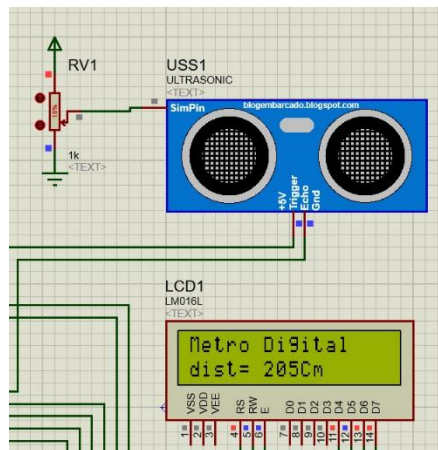 RV1
18%
1k
<TEXT>
USS1
ULTRASONIC
<TEXT>
SimPin
blogembarcado.blogspot.com
+5V
Trigger
Echo
Gnd
LCD1
LM016L
<TEXT>
Metro Digital
dist= 205Cm
VSS
VDD
VEE
RS
RW
E
D0
D1
D2
D3
D4
D5
D6
D7
1
2
3
4
5
6
7
8
9
10
11
12
13
14